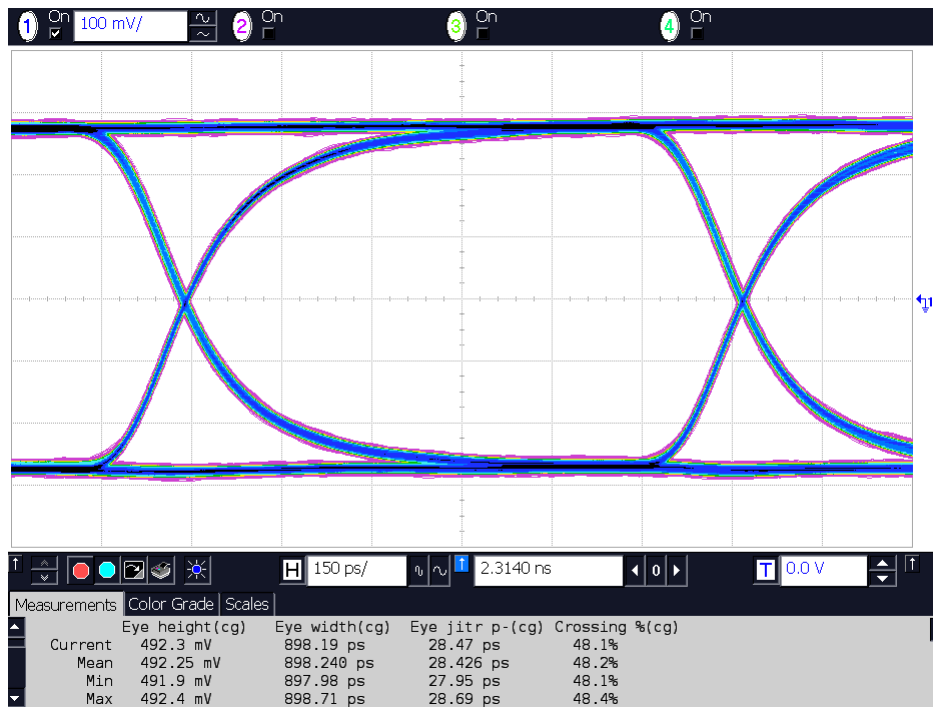 1 On 100 mV/ 2 On 3 On 4 On
1
H 150 ps/ 2.3140 ns 0 T 0.0 V
Measurements Color Grade Scales
Eye height(cg) Eye width(cg) Eye jitr p-(cg) Crossing %(cg)
Current 492.3 mV 898.19 ps 28.47 ps 48.1%
Mean 492.25 mV 898.240 ps 28.426 ps 48.2%
Min 491.9 mV 897.98 ps 27.95 ps 48.1%
Max 492.4 mV 898.71 ps 28.69 ps 48.4%